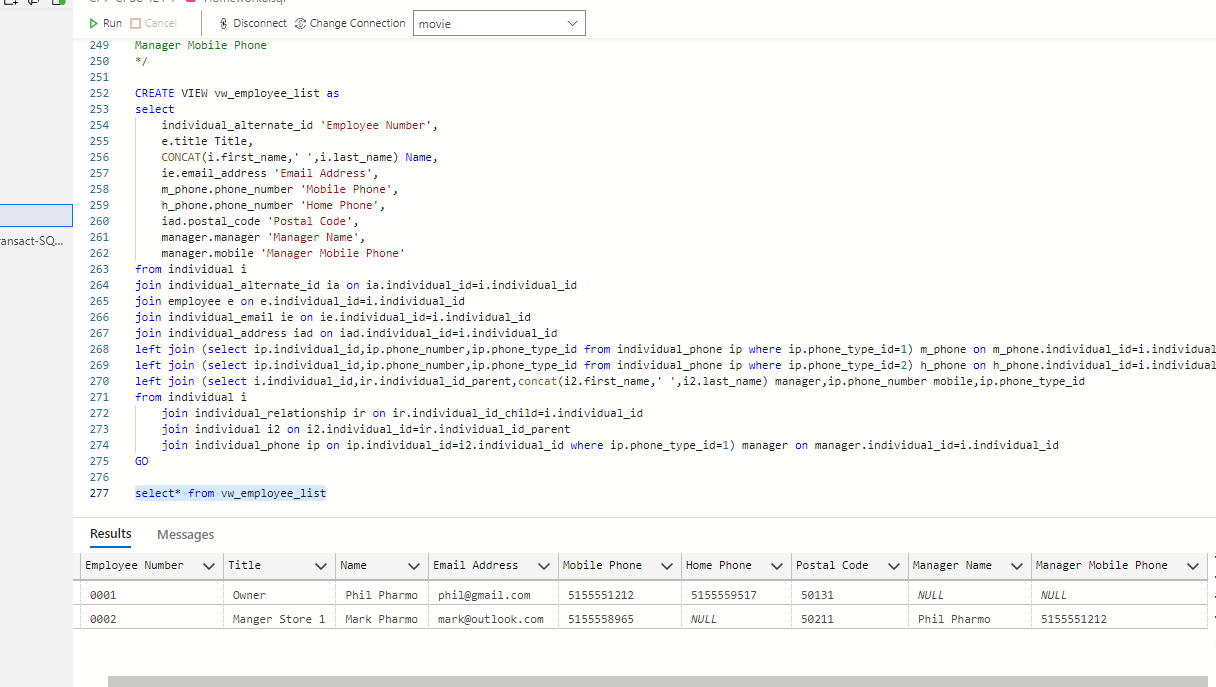 Run Cancel Disconnect Change Connection movie
249 Manager Mobile Phone
250 */
251
252 CREATE VIEW vw_employee_list as
253 select
254 individual_alternate_id 'Employee Number',
255 e.title Title,
256 CONCAT(i.first_name,' ',i.last_name) Name,
257 ie.email_address 'Email Address',
258 m_phone.phone_number 'Mobile Phone',
259 h_phone.phone_number 'Home Phone',
260 iad.postal_code 'Postal Code',
261 manager.manager 'Manager Name',
262 manager.mobile 'Manager Mobile Phone'
263 from individual i
264 join individual_alternate_id ia on ia.individual_id=i.individual_id
265 join employee e on e.individual_id=i.individual_id
266 join individual_email ie on ie.individual_id=i.individual_id
267 join individual_address iad on iad.individual_id=i.individual_id
268 left join (select ip.individual_id,ip.phone_number,ip.phone_type_id from individual_phone ip where ip.phone_type_id=1) m_phone on m_phone.individual_id=i.individual
269 left join (select ip.individual_id,ip.phone_number,ip.phone_type_id from individual_phone ip where ip.phone_type_id=2) h_phone on h_phone.individual_id=i.individual
270 left join (select i.individual_id,ir.individual_id_parent,concat(i2.first_name,' ',i2.last_name) manager,ip.phone_number mobile,ip.phone_type_id
271 from individual i
272 join individual_relationship ir on ir.individual_id_child=i.individual_id
273 join individual i2 on i2.individual_id=ir.individual_id_parent
274 join individual_phone ip on ip.individual_id=i2.individual_id where ip.phone_type_id=1) manager on manager.individual_id=i.individual_id
275 GO
276
277 select* from vw_employee_list
ransact-SQ...
Results Messages
Employee Number Title Name Email Address Mobile Phone Home Phone Postal Code Manager Name Manager Mobile Phone
0001 Owner Phil Pharmo phil@gmail.com 5155551212 5155559517 50131 NULL NULL
0002 Manger Store 1 Mark Pharmo mark@outlook.com 5155558965 NULL 50211 Phil Pharmo 5155551212